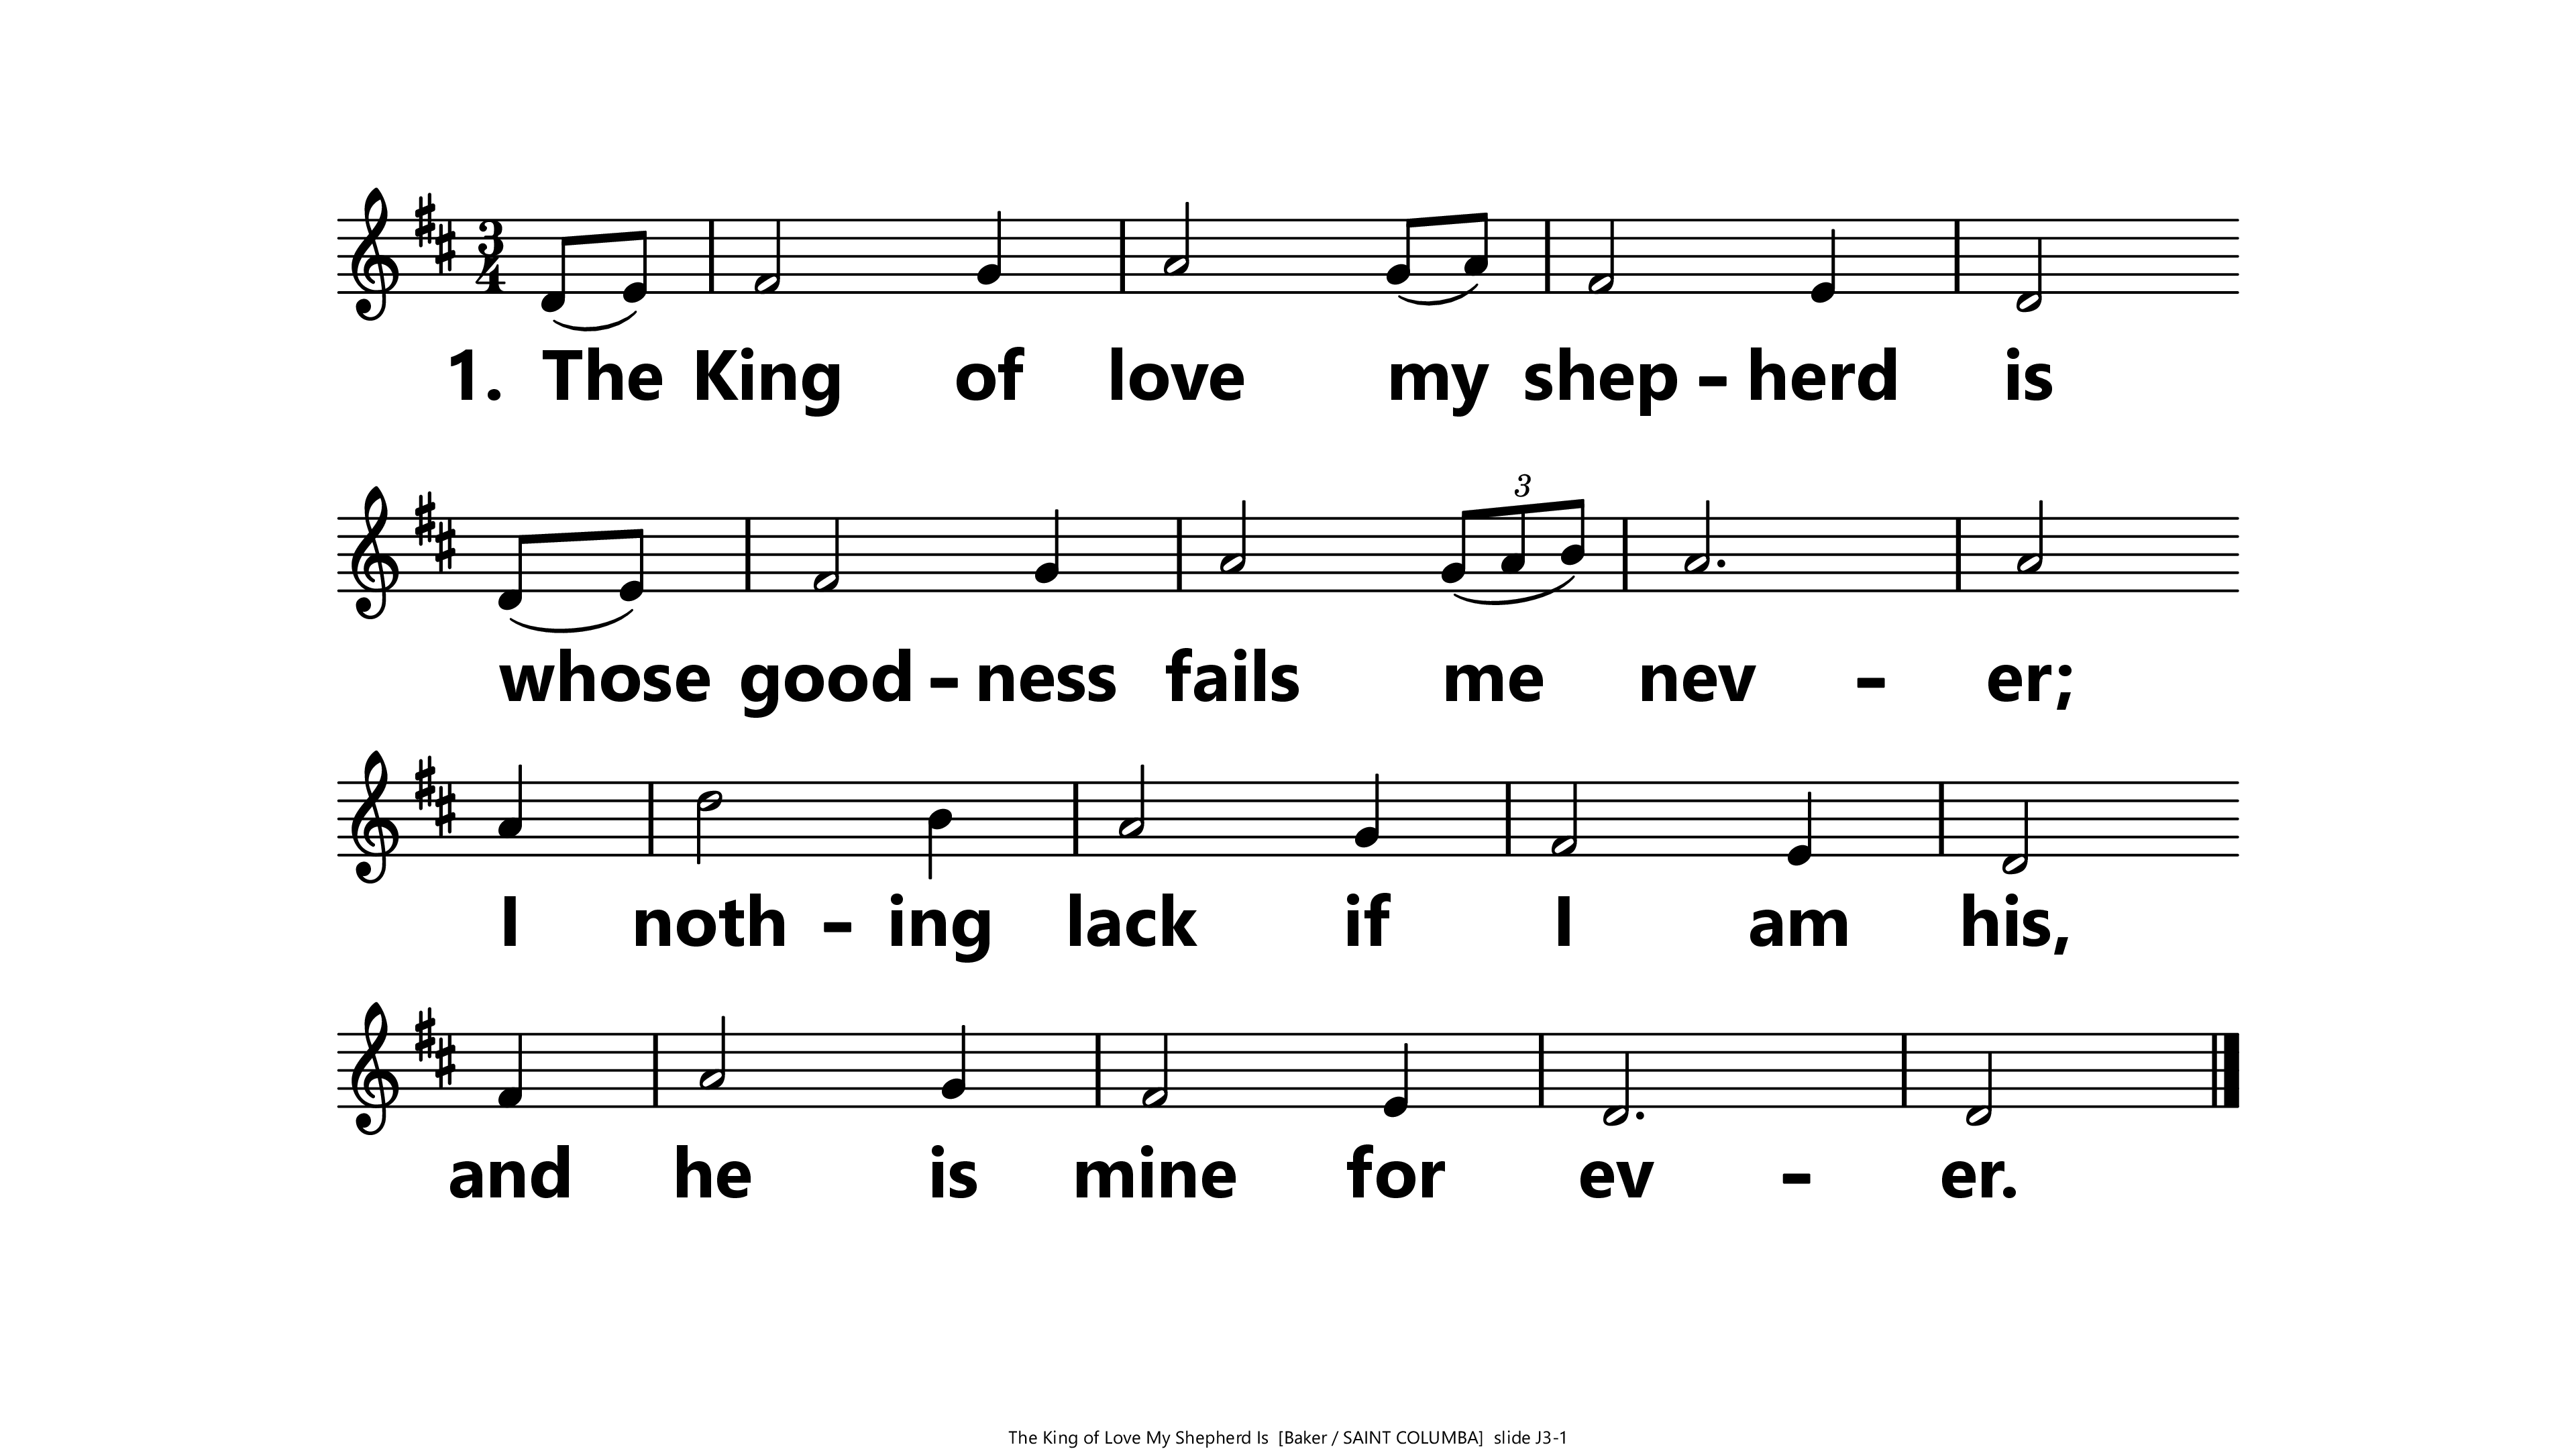 3
4
1. The King of love my shep - herd is
3
whose good - ness fails me nev - er;
I noth - ing lack if I am his,
and he is mine for ev - er.
The King of Love My Shepherd Is [Baker / SAINT COLUMBA] slide J3-1